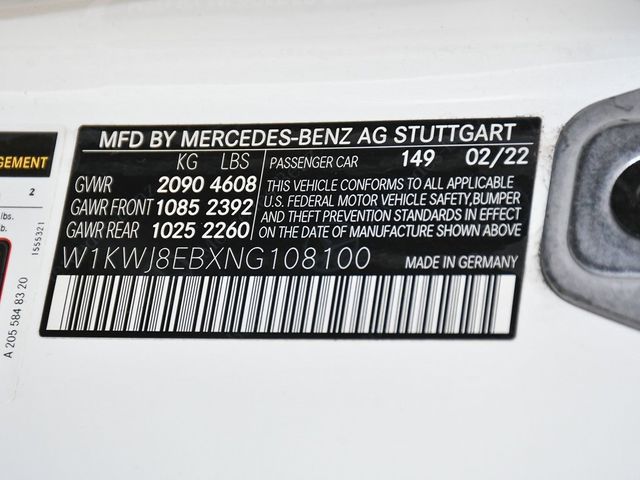 MFD BY MERCEDES-BENZ AG STUTTGART
KG LBS PASSENGER CAR 149 02/22
GVWR 2090 4608
GAWR FRONT 1085 2392
GAWR REAR 1025 2260
THIS VEHICLE CONFORMS TO ALL APPLICABLE
U.S. FEDERAL MOTOR VEHICLE SAFETY,BUMPER
AND THEFT PREVENTION STANDARDS IN EFFECT
ON THE DATE OF MANUFACTURE SHOWN ABOVE
W1KWJ8EBXNG108100 MADE IN GERMANY
GEMENT
2
lbs.
1555321
A 205 584 83 20